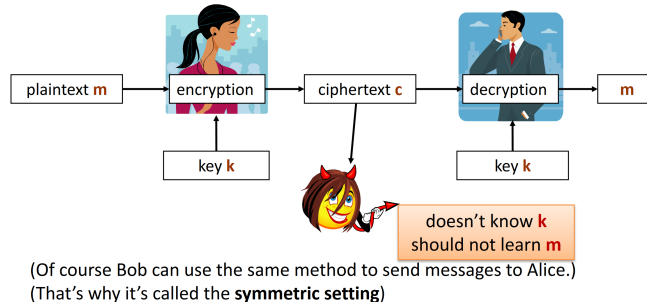 plaintext m
encryption
ciphertext c
decryption
m
key k
key k
doesn’t know k
should not learn m
(Of course Bob can use the same method to send messages to Alice.)
(That’s why it’s called the symmetric setting)